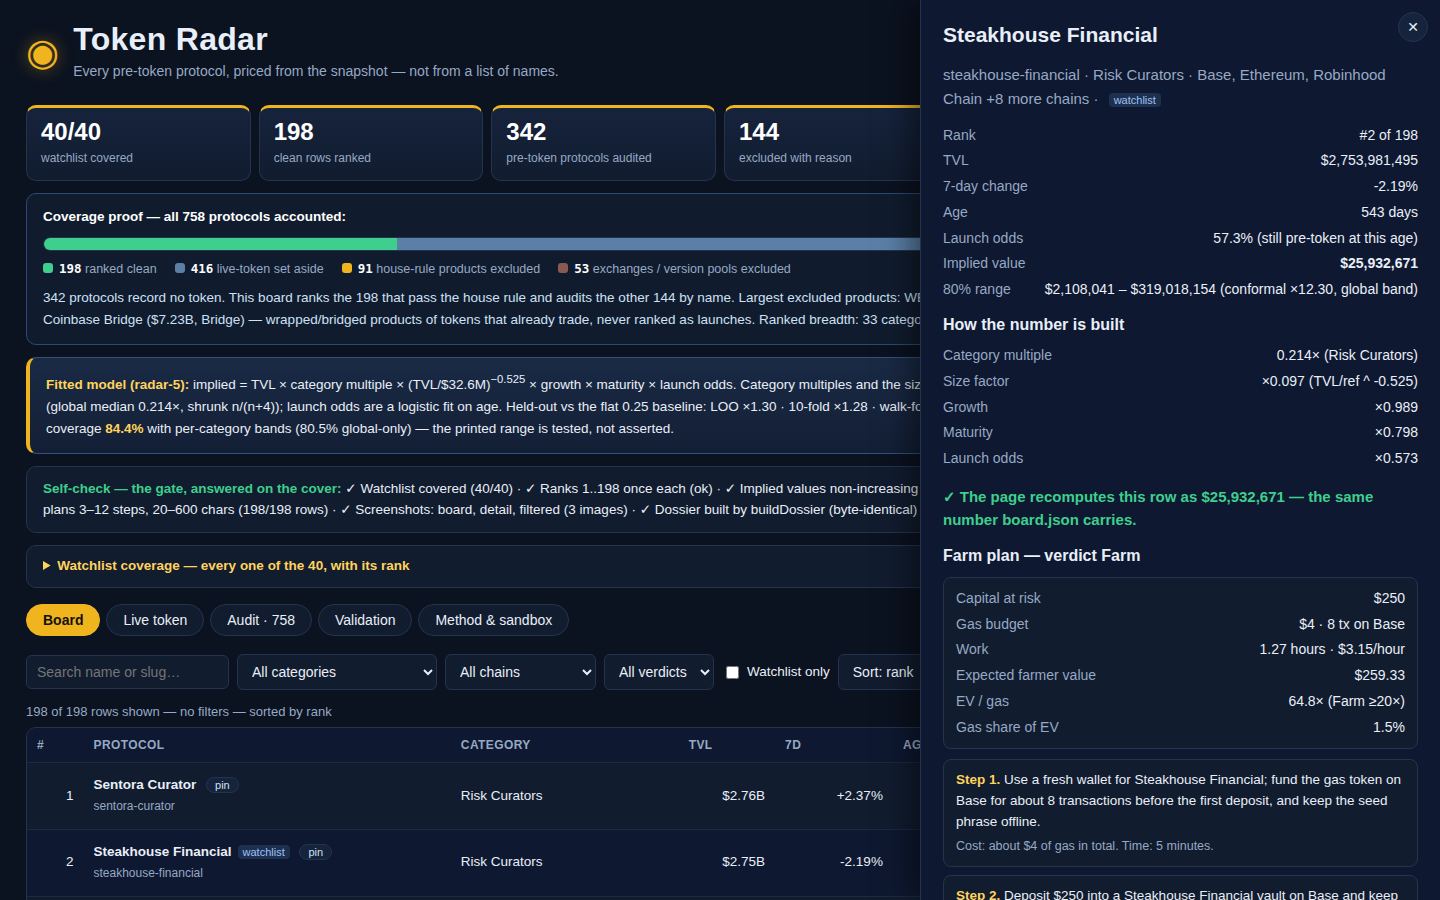 Token Radar
Every pre-token protocol, priced from the snapshot — not from a list of names.
40/40
watchlist covered
198
clean rows ranked
342
pre-token protocols audited
144
excluded with reason
Coverage proof — all 758 protocols accounted:
198 ranked clean 416 live-token set aside 91 house-rule products excluded 53 exchanges / version pools excluded
342 protocols record no token. This board ranks the 198 that pass the house rule and audits the other 144 by name. Largest excluded products:
Coinbase Bridge ($7.23B, Bridge) — wrapped/bridged products of tokens that already trade, never ranked as launches. Ranked breadth: 33
Fitted model (radar-5): implied = TVL × category multiple × (TVL/$32.6M)−0.525 × growth × maturity × launch odds. Category multiples and the
(global median 0.214×, shrunk n/(n+4)); launch odds are a logistic fit on age. Held-out vs the flat 0.25 baseline: LOO ×1.30 · 10-fold ×1.28 ·
coverage 84.4% with per-category bands (80.5% global-only) — the printed range is tested, not asserted.
Self-check — the gate, answered on the cover: ✓ Watchlist covered (40/40) · ✓ Ranks 1..198 once each (ok) · ✓ Implied values non-increasing
plans 3–12 steps, 20–600 chars (198/198 rows) · ✓ Screenshots: board, detail, filtered (3 images) · ✓ Dossier built by buildDossier (byte-identical)
▶ Watchlist coverage — every one of the 40, with its rank
Board Live token Audit · 758 Validation Method & sandbox
Search name or slug… All categories All chains All verdicts Watchlist only Sort: rank
198 of 198 rows shown — no filters — sorted by rank
# PROTOCOL CATEGORY TVL 7D
1 Sentora Curator pin Risk Curators $2.76B +2.37%
sentora-curator
2 Steakhouse Financial watchlist pin Risk Curators $2.75B -2.19%
steakhouse-financial
Steakhouse Financial
✕
steakhouse-financial · Risk Curators · Base, Ethereum, Robinhood
Chain +8 more chains · watchlist
Rank #2 of 198
TVL $2,753,981,495
7-day change -2.19%
Age 543 days
Launch odds 57.3% (still pre-token at this age)
Implied value $25,932,671
80% range $2,108,041 – $319,018,154 (conformal ×12.30, global band)
How the number is built
Category multiple 0.214× (Risk Curators)
Size factor ×0.097 (TVL/ref ^ -0.525)
Growth ×0.989
Maturity ×0.798
Launch odds ×0.573
✓ The page recomputes this row as $25,932,671 — the same
number board.json carries.
Farm plan — verdict Farm
Capital at risk $250
Gas budget $4 · 8 tx on Base
Work 1.27 hours · $3.15/hour
Expected farmer value $259.33
EV / gas 64.8× (Farm ≥20×)
Gas share of EV 1.5%
Step 1. Use a fresh wallet for Steakhouse Financial; fund the gas token on
Base for about 8 transactions before the first deposit, and keep the seed
phrase offline.
Cost: about $4 of gas in total. Time: 5 minutes.
Step 2. Deposit $250 into a Steakhouse Financial vault on Base and keep